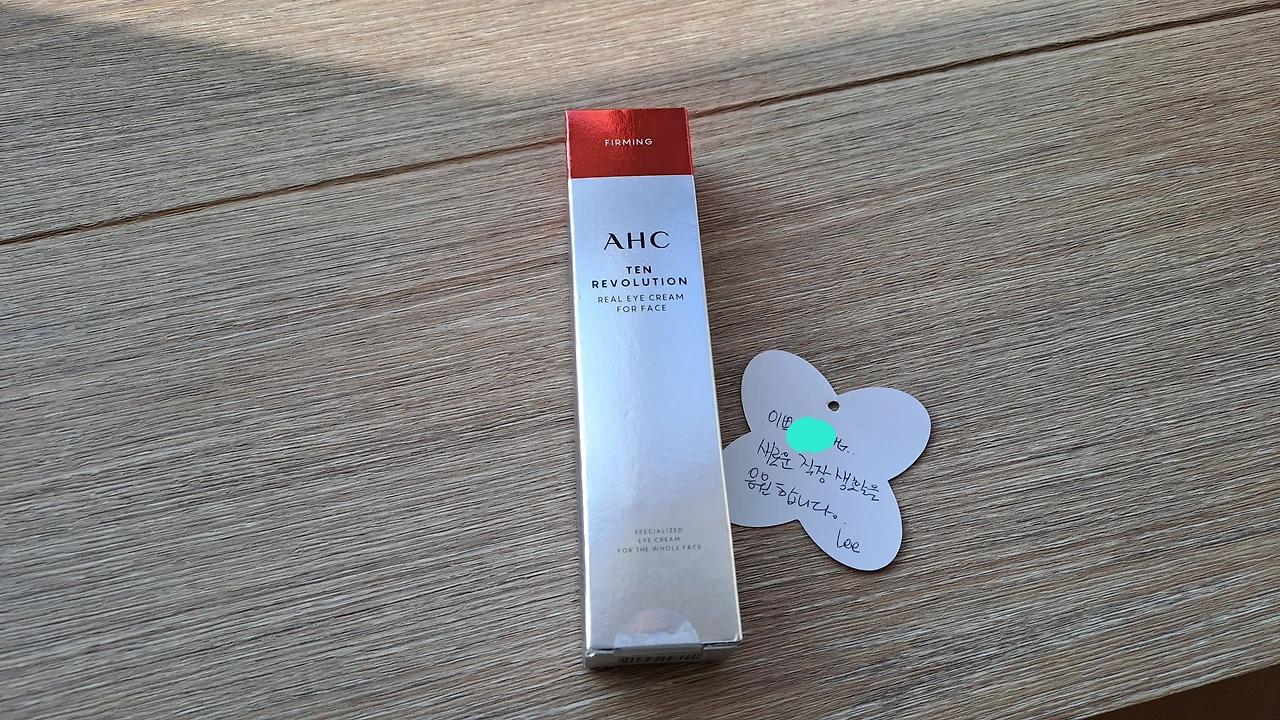 FIRMING
AHC
TEN
REVOLUTION
REAL EYE CREAM
FOR FACE
SPECIALIZED
EYE CREAM
FOR THE WHOLE FACE
새로운 직장 생활을
응원합니다.
lee